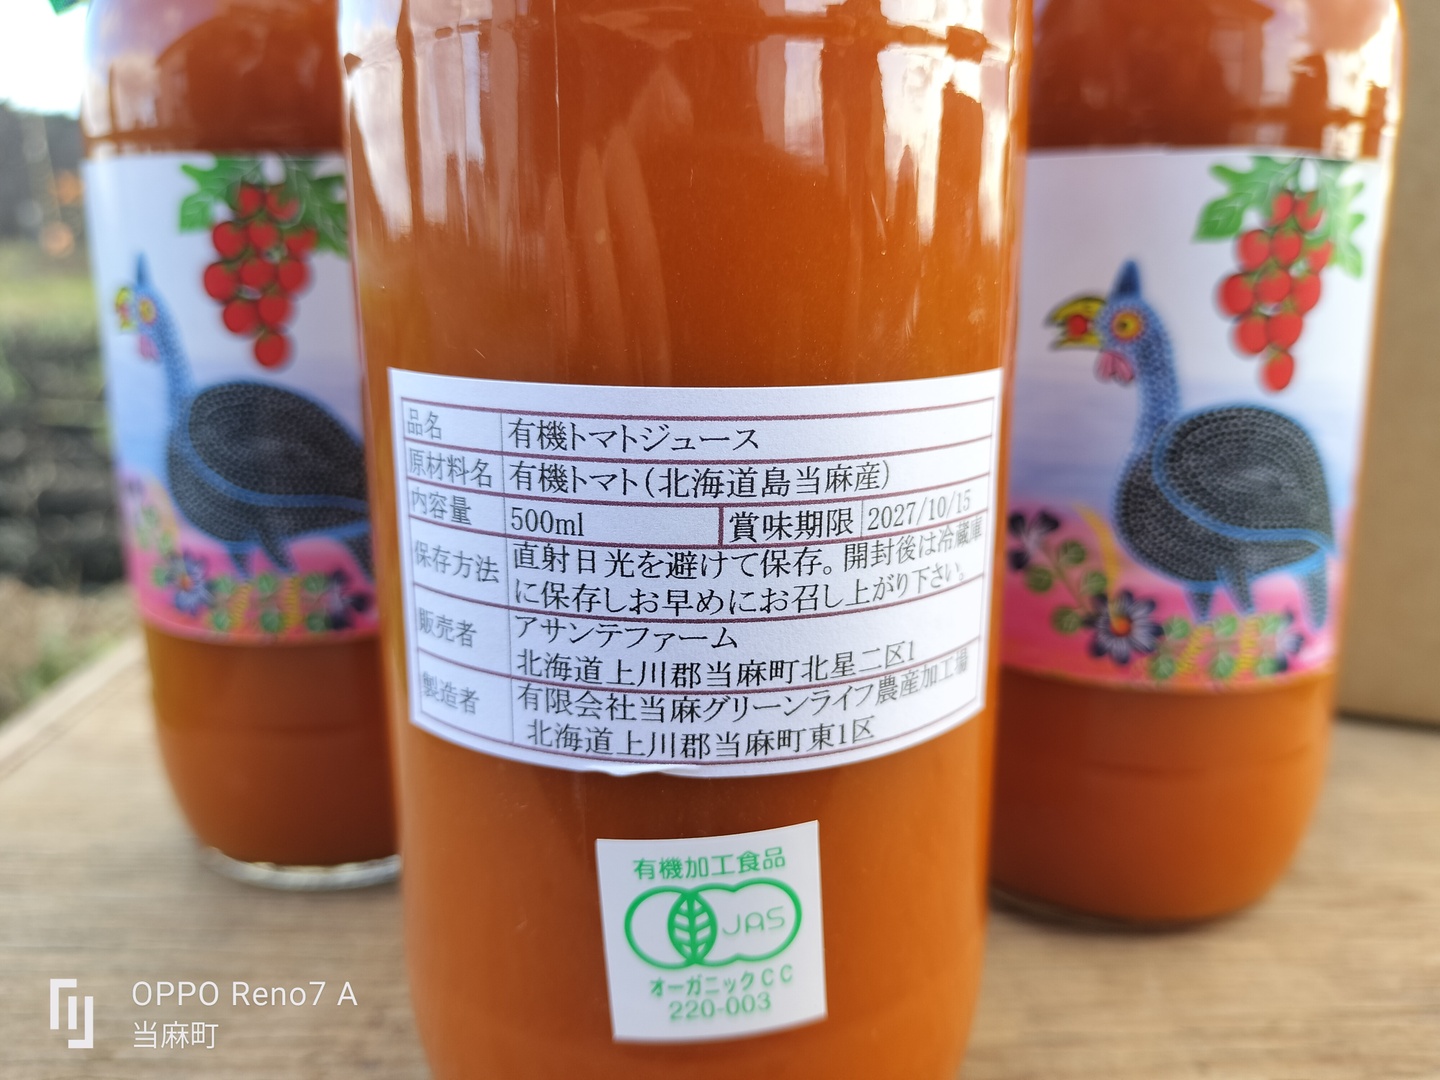 品名 有機トマトジュース
原材料名 有機トマト(北海道島当麻産)
内容量 500ml 賞味期限 2027/10/15
保存方法 直射日光を避けて保存。開封後は冷蔵庫
に保存しお早めにお召し上がり下さい。
販売者 アサンテファーム
北海道上川郡当麻町北星二区1
製造者 有限会社当麻グリーンライフ農産加工場
北海道上川郡当麻町東1区
有機加工食品
JAS
オーガニックCC
220-003
OPPO Reno7 A
当麻町